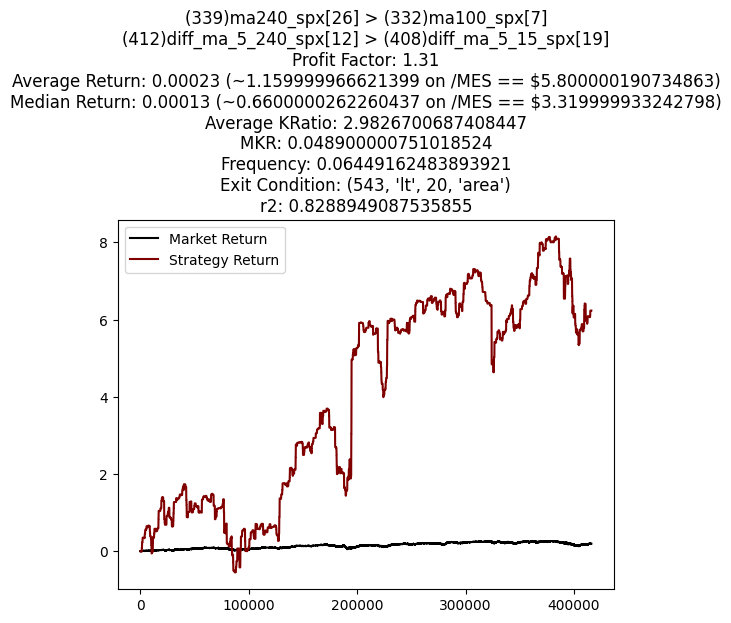 (339)ma240_spx[26] > (332)ma100_spx[7]
(412)diff_ma_5_240_spx[12] > (408)diff_ma_5_15_spx[19]
Profit Factor: 1.31
Average Return: 0.00023 (~1.159999966621399 on /MES == $5.800000190734863)
Median Return: 0.00013 (~0.6600000262260437 on /MES == $3.319999933242798)
Average KRatio: 2.9826700687408447
MKR: 0.048900000751018524
Frequency: 0.06449162483893921
Exit Condition: (543, 'lt', 20, 'area')
r2: 0.8288949087535855
Market Return
Strategy Return
8
6
4
2
0
0
100000
200000
300000
400000